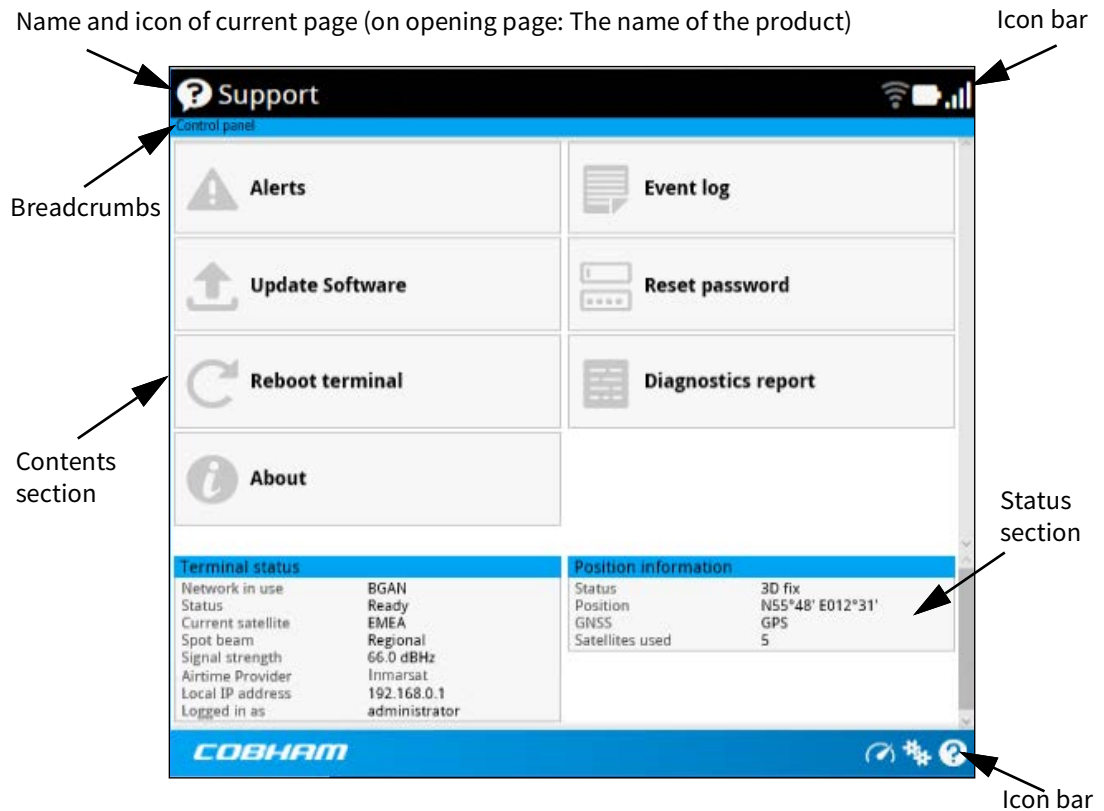 Name and icon of current page (on opening page: The name of the product)
Icon bar
Support
Control panel
Breadcrumbs
Alerts
Event log
Update Software
Reset password
Reboot terminal
Diagnostics report
Contents
section
About
Status
section
Terminal status
Network in use BGAN
Status Ready
Current satellite EMEA
Spot beam Regional
Signal strength 66.0 dBHz
Airtime Provider Inmarsat
Local IP address 192.168.0.1
Logged in as administrator
Position information
Status 3D fix
Position N55°48' E012°31'
GNSS GPS
Satellites used 5
COBHAM
Icon bar